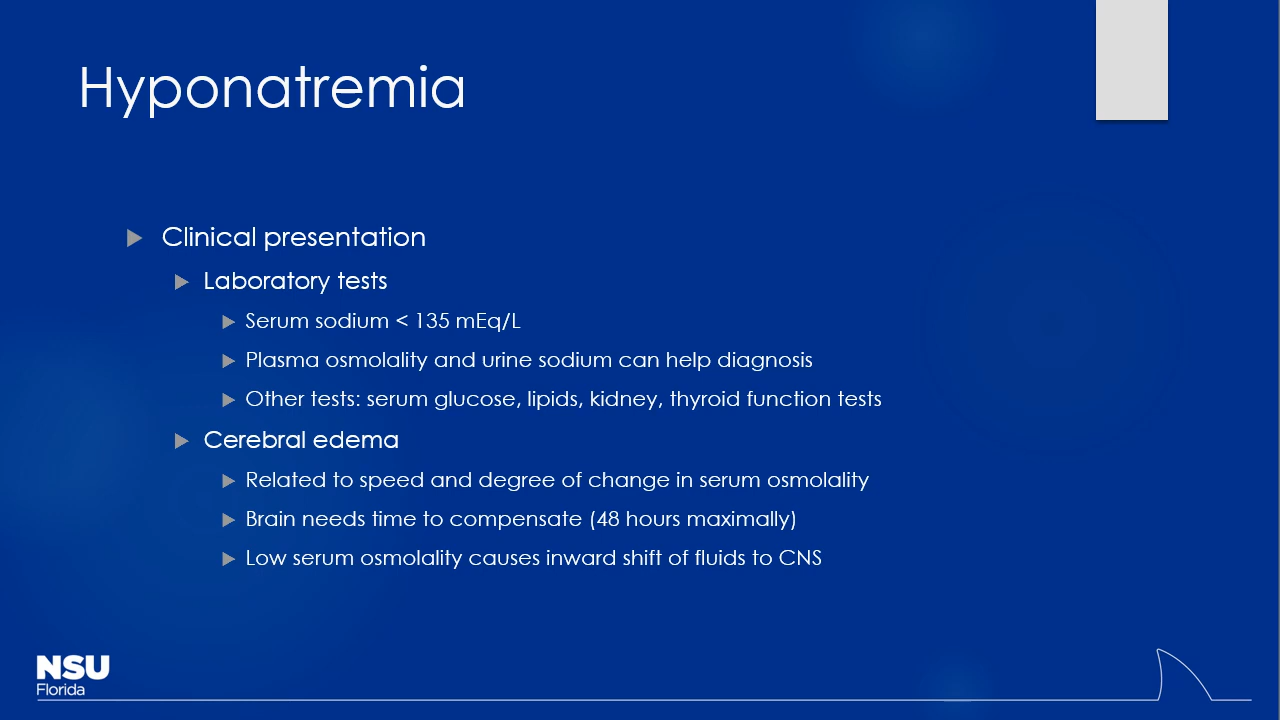 Hyponatremia
Clinical presentation
Laboratory tests
Serum sodium < 135 mEq/L
Plasma osmolality and urine sodium can help diagnosis
Other tests: serum glucose, lipids, kidney, thyroid function tests
Cerebral edema
Related to speed and degree of change in serum osmolality
Brain needs time to compensate (48 hours maximally)
Low serum osmolality causes inward shift of fluids to CNS
NSU
Florida